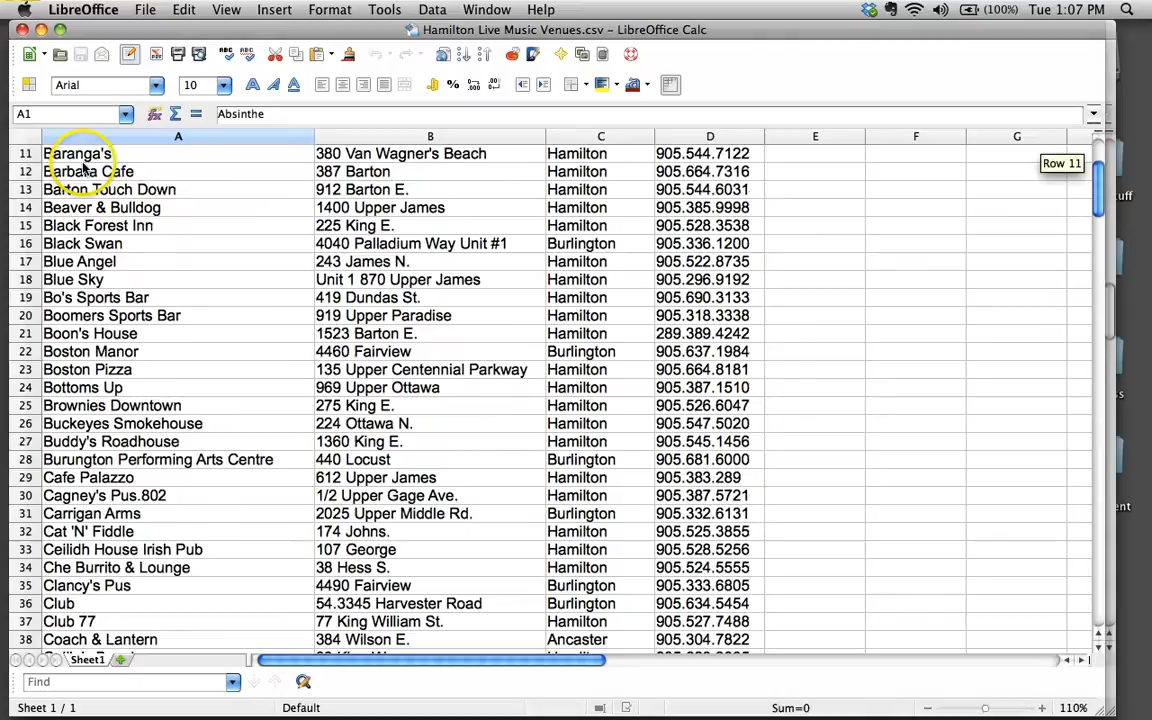 LibreOffice File Edit View Insert Format Tools Data Window Help (100%) Tue 1:07 PM
Hamilton Live Music Venues.csv – LibreOffice Calc
Arial 10
A1 Absinthe
A B C D E F G
11 Baranga's 380 Van Wagner's Beach Hamilton 905.544.7122
Row 11
12 Barbara Cafe 387 Barton Hamilton 905.664.7316
13 Barton Touch Down 912 Barton E. Hamilton 905.544.6031
14 Beaver & Bulldog 1400 Upper James Hamilton 905.385.9998
15 Black Forest Inn 225 King E. Hamilton 905.528.3538
16 Black Swan 4040 Palladium Way Unit #1 Burlington 905.336.1200
17 Blue Angel 243 James N. Hamilton 905.522.8735
18 Blue Sky Unit 1 870 Upper James Hamilton 905.296.9192
19 Bo's Sports Bar 419 Dundas St. Hamilton 905.690.3133
20 Boomers Sports Bar 919 Upper Paradise Hamilton 905.318.3338
21 Boon's House 1523 Barton E. Hamilton 289.389.4242
22 Boston Manor 4460 Fairview Burlington 905.637.1984
23 Boston Pizza 135 Upper Centennial Parkway Hamilton 905.664.8181
24 Bottoms Up 969 Upper Ottawa Hamilton 905.387.1510
25 Brownies Downtown 275 King E. Hamilton 905.526.6047
26 Buckeyes Smokehouse 224 Ottawa N. Hamilton 905.547.5020
27 Buddy's Roadhouse 1360 King E. Hamilton 905.545.1456
28 Burungton Performing Arts Centre 440 Locust Burlington 905.681.6000
29 Cafe Palazzo 612 Upper James Hamilton 905.383.289
30 Cagney's Pus.802 1/2 Upper Gage Ave. Hamilton 905.387.5721
31 Carrigan Arms 2025 Upper Middle Rd. Burlington 905.332.6131
32 Cat 'N' Fiddle 174 Johns. Hamilton 905.525.3855
33 Ceilidh House Irish Pub 107 George Hamilton 905.528.5256
34 Che Burrito & Lounge 38 Hess S. Hamilton 905.524.5555
35 Clancy's Pus 4490 Fairview Burlington 905.333.6805
36 Club 54.3345 Harvester Road Burlington 905.634.5454
37 Club 77 77 King William St. Hamilton 905.527.7488
38 Coach & Lantern 384 Wilson E. Ancaster 905.304.7822
Sheet1
Find
Sheet 1 / 1 Default Sum=0 110%